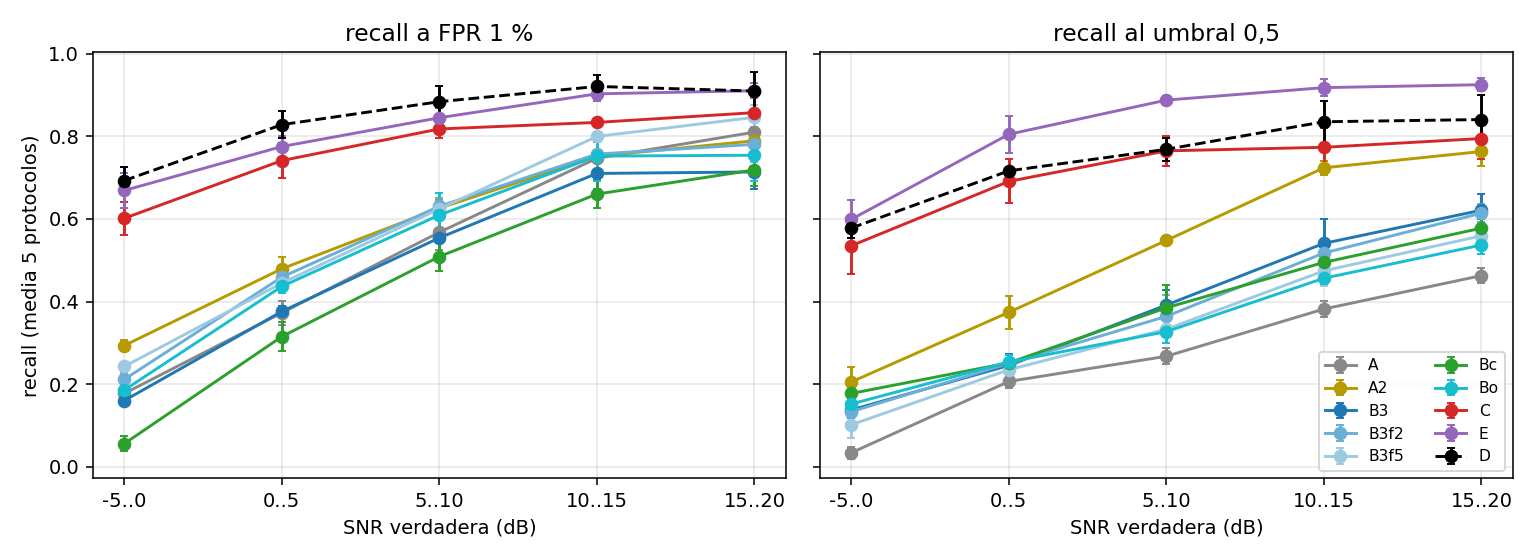 recall a FPR 1 %
recall al umbral 0,5
recall (media 5 protocolos)
1.0
0.8
0.6
0.4
0.2
0.0
-5..0
0..5
5..10
10..15
15..20
SNR verdadera (dB)
-5..0
0..5
5..10
10..15
15..20
SNR verdadera (dB)
A
A2
B3
B3f2
B3f5
Bc
Bo
C
E
D